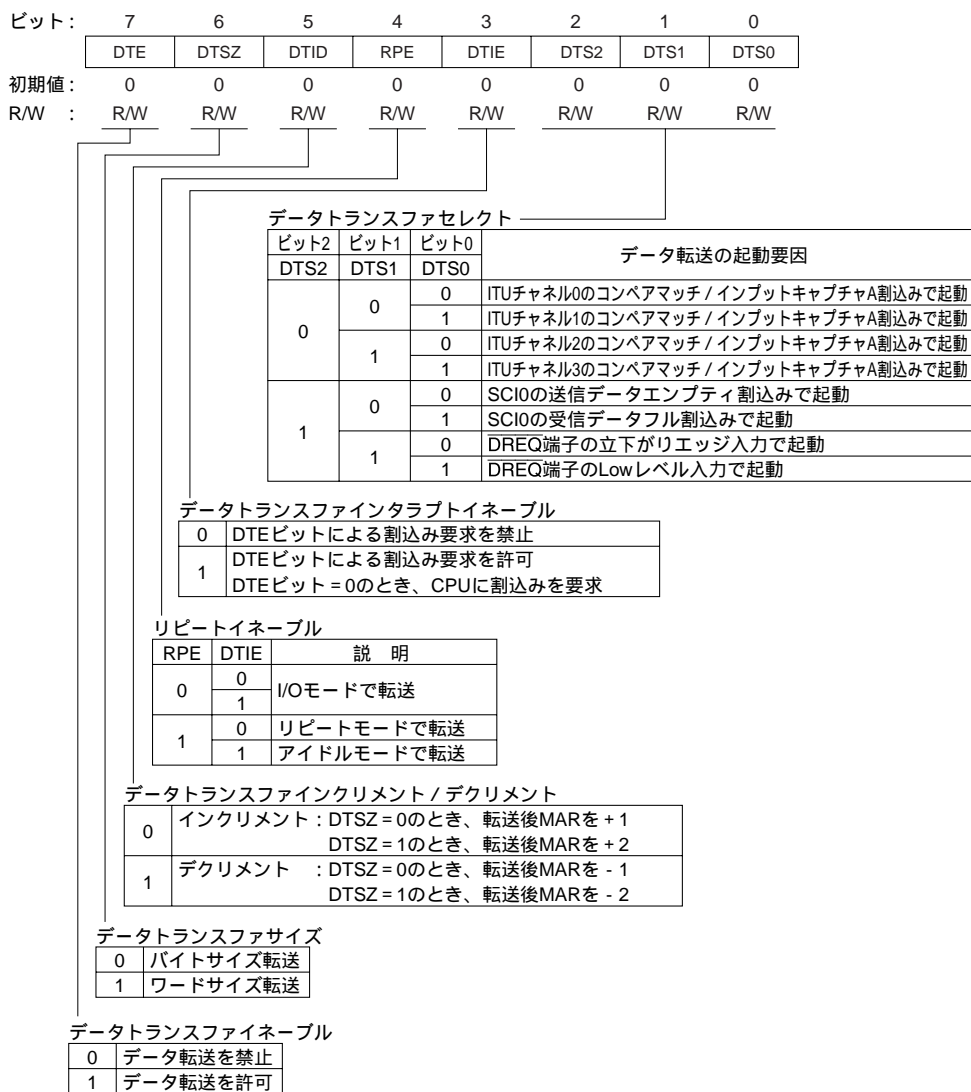 ビット： 7 6 5 4 3 2 1 0
DTE DTSZ DTID RPE DTIE DTS2 DTS1 DTS0
初期値： 0 0 0 0 0 0 0 0
R/W ： R/W R/W R/W R/W R/W R/W R/W R/W
データトランスファセレクト
ビット2 ビット1 ビット0 データ転送の起動要因
DTS2 DTS1 DTS0
0 0 0 ITUチャネル0のコンペアマッチ / インプットキャプチャA割込みで起動
1 ITUチャネル1のコンペアマッチ / インプットキャプチャA割込みで起動
1 0 ITUチャネル2のコンペアマッチ / インプットキャプチャA割込みで起動
1 ITUチャネル3のコンペアマッチ / インプットキャプチャA割込みで起動
1 0 0 SCI0の送信データエンプティ割込みで起動
1 SCI0の受信データフル割込みで起動
1 0 DREQ端子の立下がりエッジ入力で起動
1 DREQ端子のLowレベル入力で起動
データトランスファインタラプトイネーブル
0 DTEビットによる割込み要求を禁止
1 DTEビットによる割込み要求を許可
DTEビット = 0のとき、CPUに割込みを要求
リピートイネーブル
RPE DTIE 説 明
0 0 I/Oモードで転送
1
1 0 リピートモードで転送
1 アイドルモードで転送
データトランスファインクリメント / デクリメント
0 インクリメント：DTSZ = 0のとき、転送後MARを + 1
DTSZ = 1のとき、転送後MARを + 2
1 デクリメント ：DTSZ = 0のとき、転送後MARを - 1
DTSZ = 1のとき、転送後MARを - 2
データトランスファサイズ
0 バイトサイズ転送
1 ワードサイズ転送
データトランスファイネーブル
0 データ転送を禁止
1 データ転送を許可